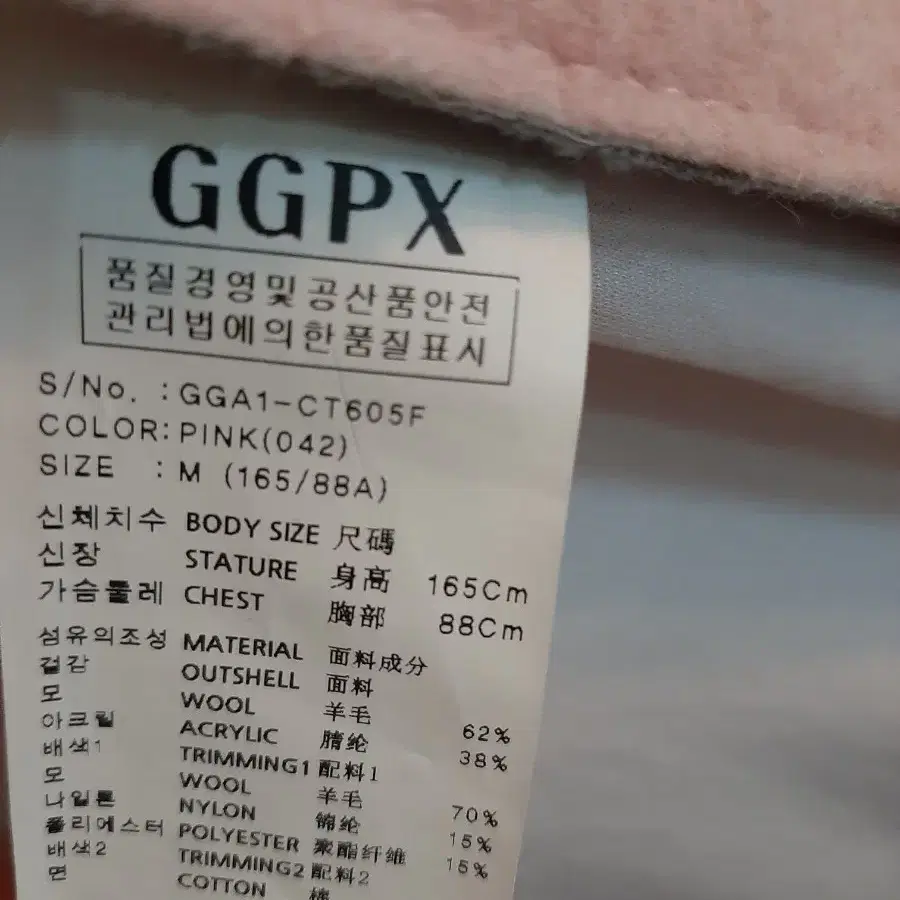 GGPX
품질경영및공산품안전
관리법에의한품질표시
S/No. : GGA1-CT605F
COLOR: PINK(042)
SIZE : M (165/88A)
신체치수 BODY SIZE 尺碼
신장 STATURE 身高 165Cm
가슴둘레 CHEST 胸部 88Cm
섬유의조성 MATERIAL 面料成分
겉감 OUTSHELL 面料
모 WOOL 羊毛 62%
아크릴 ACRYLIC 腈纶 38%
배색1 TRIMMING1 配料1
모 WOOL 羊毛 70%
나일론 NYLON 锦纶 15%
폴리에스터 POLYESTER 聚酯纤维 15%
배색2 TRIMMING2 配料2
면 COTTON 棉